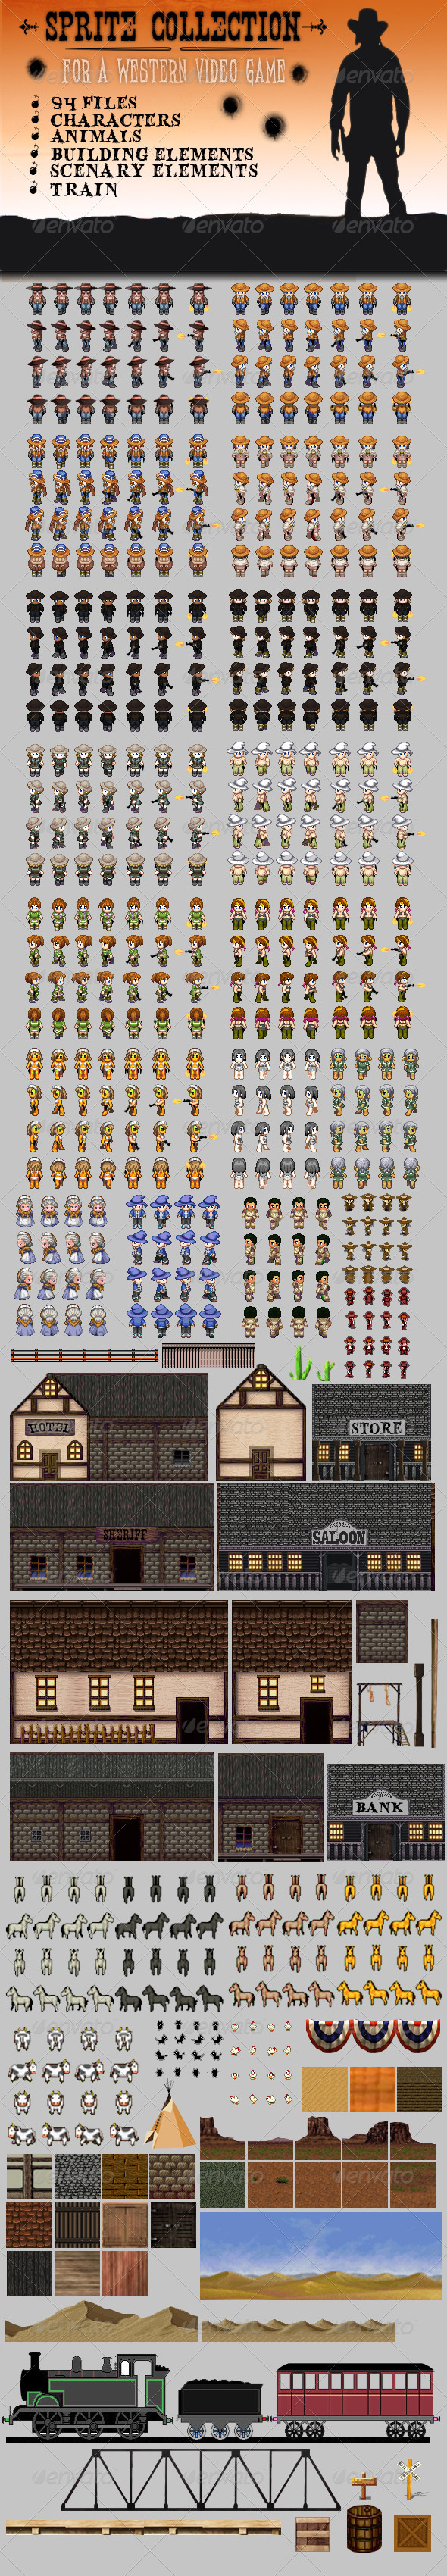 SPRITE COLLECTION
FOR A WESTERN VIDEO GAME
94 FILES
CHARACTERS
ANIMALS
BUILDING ELEMENTS
SCENARY ELEMENTS
TRAIN
envato
HOTEL
STORE
SHERIFF
SALOON
BANK